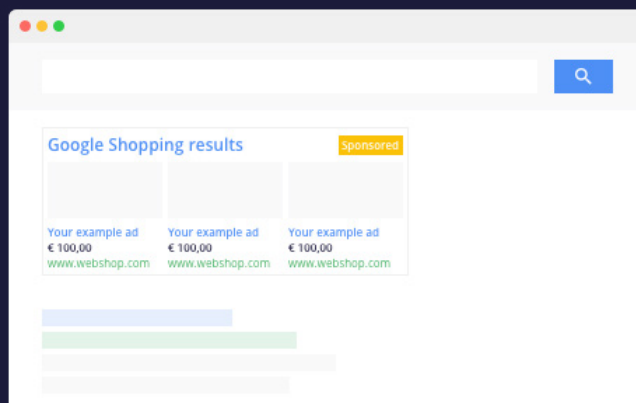 Google Shopping results Sponsored
Your example ad Your example ad Your example ad
€ 100,00 € 100,00 € 100,00
www.webshop.com www.webshop.com www.webshop.com